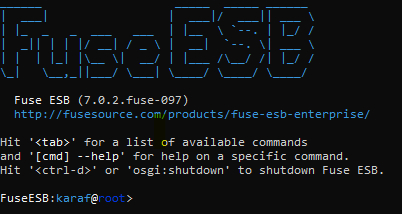 Fuse ESB
Fuse ESB (7.0.2.fuse-097)
http://fusesource.com/products/fuse-esb-enterprise/
Hit '<tab>' for a list of available commands
and '[cmd] --help' for help on a specific command.
Hit '<ctrl-d>' or 'osgi:shutdown' to shutdown Fuse ESB.
FuseESB:karaf@root>